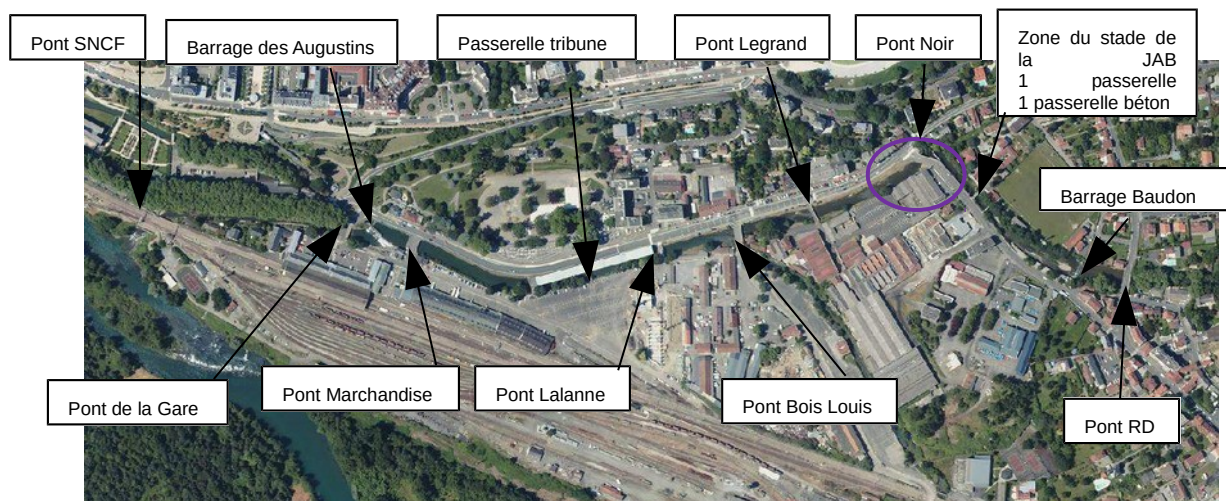 Pont SNCF
Barrage des Augustins
Passerelle tribune
Pont Legrand
Pont Noir
Zone du stade de
la JAB
1 passerelle
1 passerelle béton
Barrage Baudon
Pont de la Gare
Pont Marchandise
Pont Lalanne
Pont Bois Louis
Pont RD